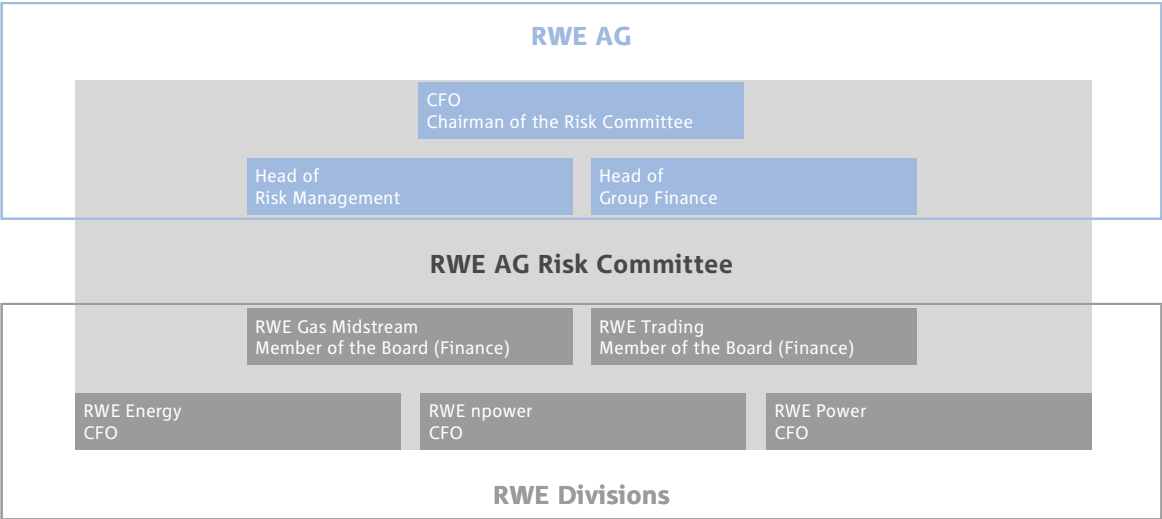 RWE AG
CFO
Chairman of the Risk Committee
Head of
Risk Management
Head of
Group Finance
RWE AG Risk Committee
RWE Gas Midstream
Member of the Board (Finance)
RWE Trading
Member of the Board (Finance)
RWE Energy
CFO
RWE npower
CFO
RWE Power
CFO
RWE Divisions